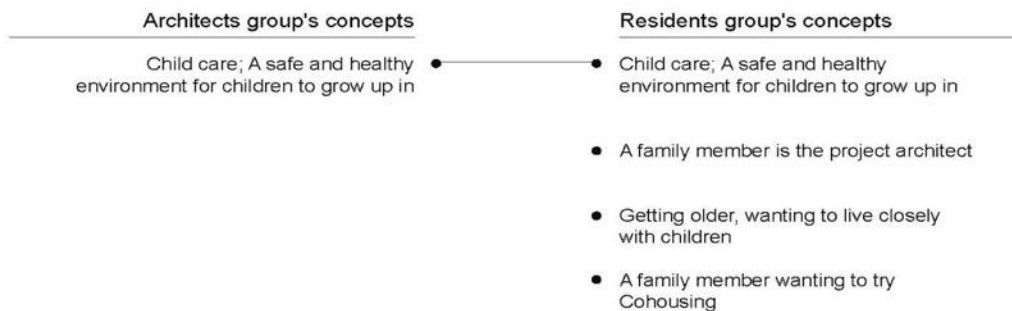 Architects group's concepts
Residents group's concepts
Child care; A safe and healthy
environment for children to grow up in
Child care; A safe and healthy
environment for children to grow up in
A family member is the project architect
Getting older, wanting to live closely
with children
A family member wanting to try
Cohousing